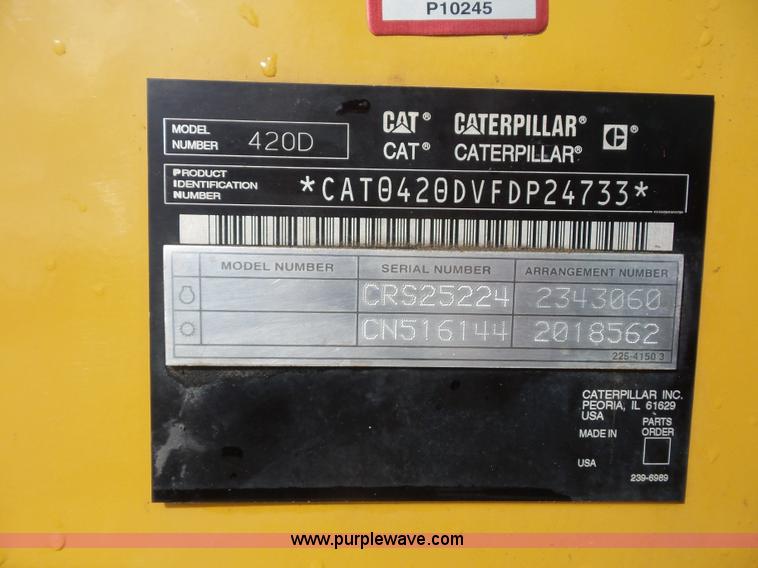 P10245
MODEL NUMBER 420D
CAT® CATERPILLAR® C®
CAT® CATERPILLAR®
PRODUCT IDENTIFICATION NUMBER *CAT0420DVFDP24733*
MODEL NUMBER SERIAL NUMBER ARRANGEMENT NUMBER
CRS25224 2343060
CN516144 2018562
225-4150 3
CATERPILLAR INC.
PEORIA, IL 61629
USA
PARTS
MADE IN ORDER
USA
239-6989
www.purplewave.com